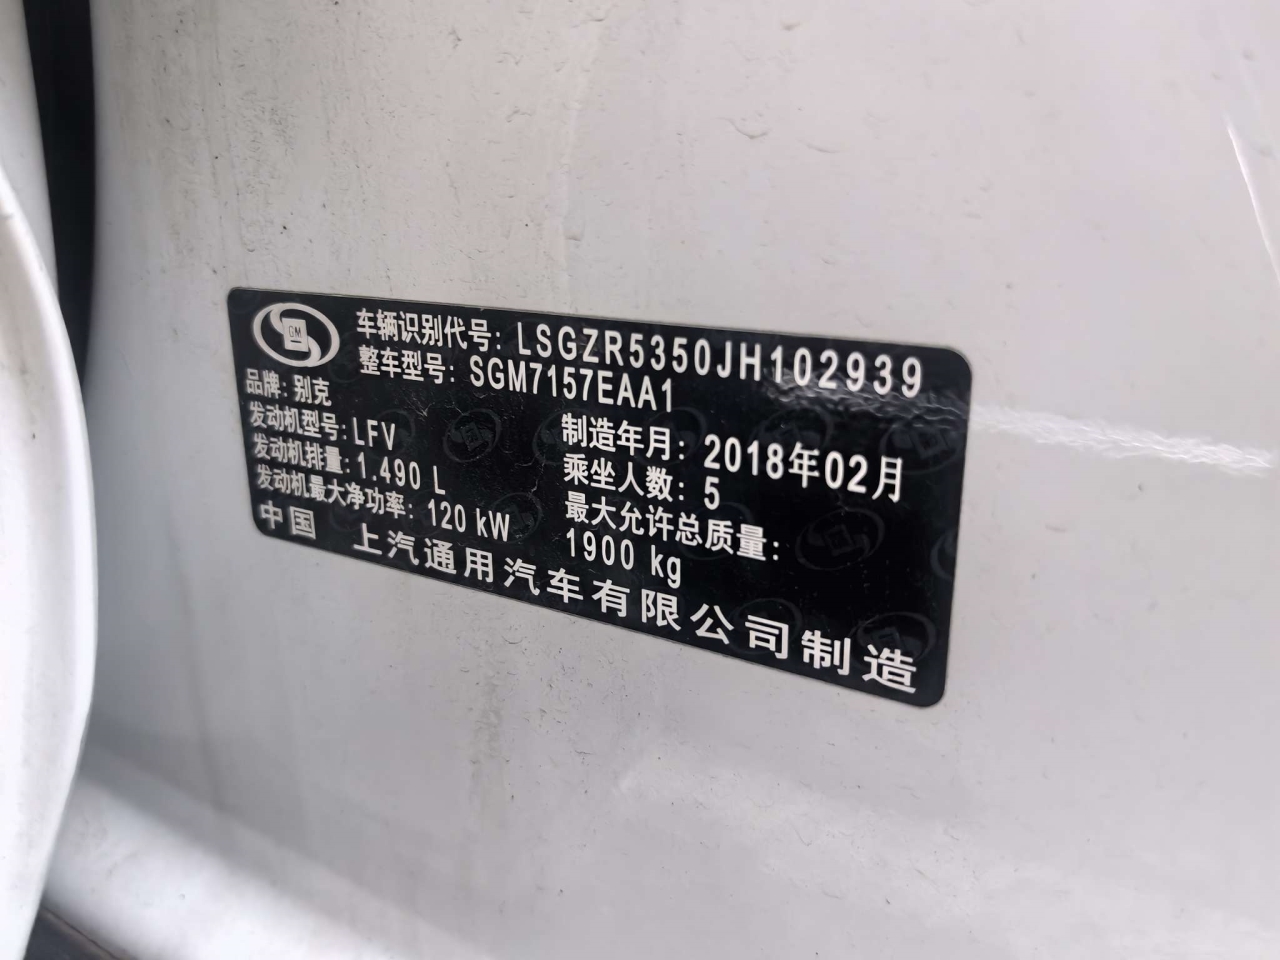 GM
车辆识别代号: LSGZR5350JH102939
整车型号: SGM7157EAA1
品牌: 别克
发动机型号: LFV
制造年月: 2018年02月
发动机排量: 1.490 L
乘坐人数: 5
发动机最大净功率: 120 kW
最大允许总质量:
1900 kg
中国 上汽通用汽车有限公司制造